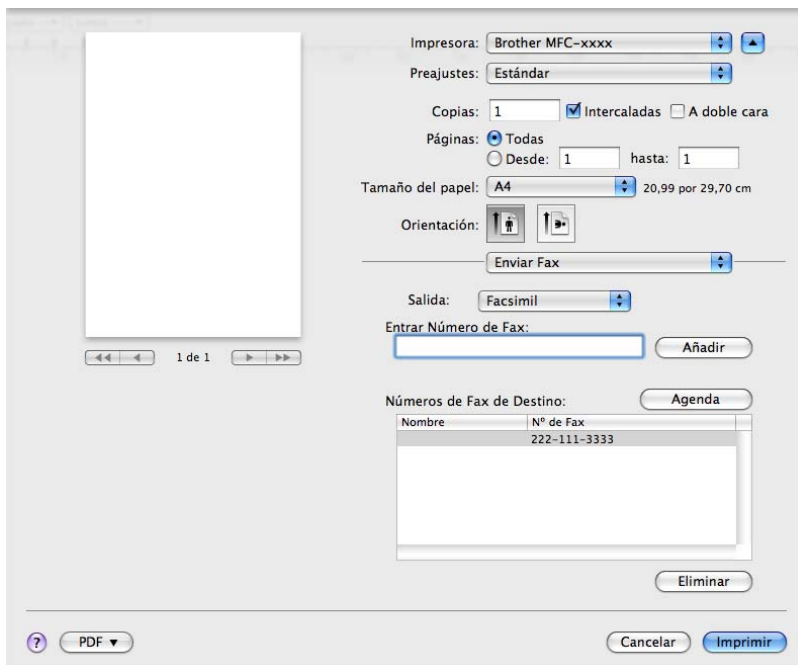 Impresora: Brother MFC-xxxx
Preajustes: Estándar
Copias: 1 Intercaladas A doble cara
Páginas: Todas
Desde: 1 hasta: 1
Tamaño del papel: A4 20,99 por 29,70 cm
Orientación:
Enviar Fax
Salida: Facsimil
Entrar Número de Fax:
Añadir
1 de 1
Números de Fax de Destino: Agenda
Nombre Nº de Fax
222-111-3333
Eliminar
? PDF Cancelar Imprimir